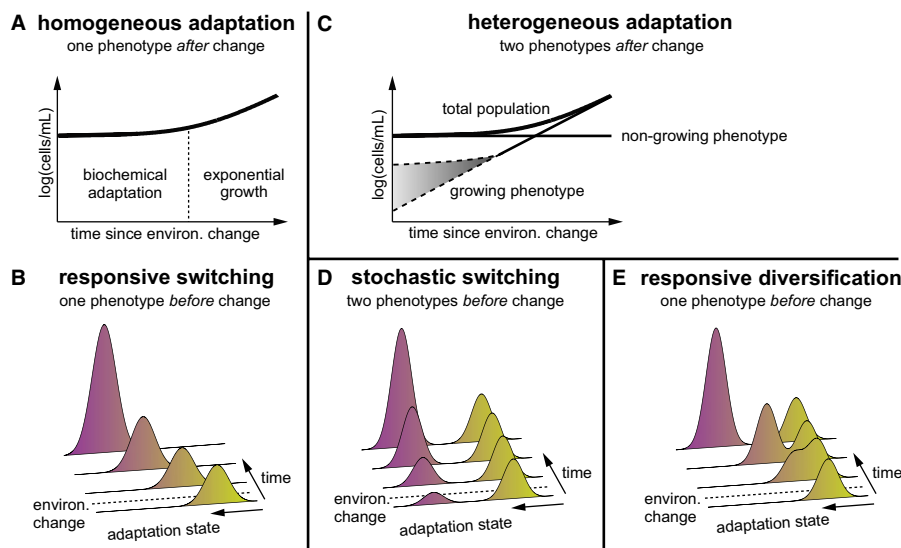 A homogeneous adaptation
one phenotype after change
log(cells/mL)
biochemical
adaptation
exponential
growth
time since environ. change
C heterogeneous adaptation
two phenotypes after change
log(cells/mL)
total population
non-growing phenotype
growing phenotype
time since environ. change
B responsive switching
one phenotype before change
time
environ.
change
adaptation state
D stochastic switching
two phenotypes before change
time
environ.
change
adaptation state
E responsive diversification
one phenotype before change
time
environ.
change
adaptation state